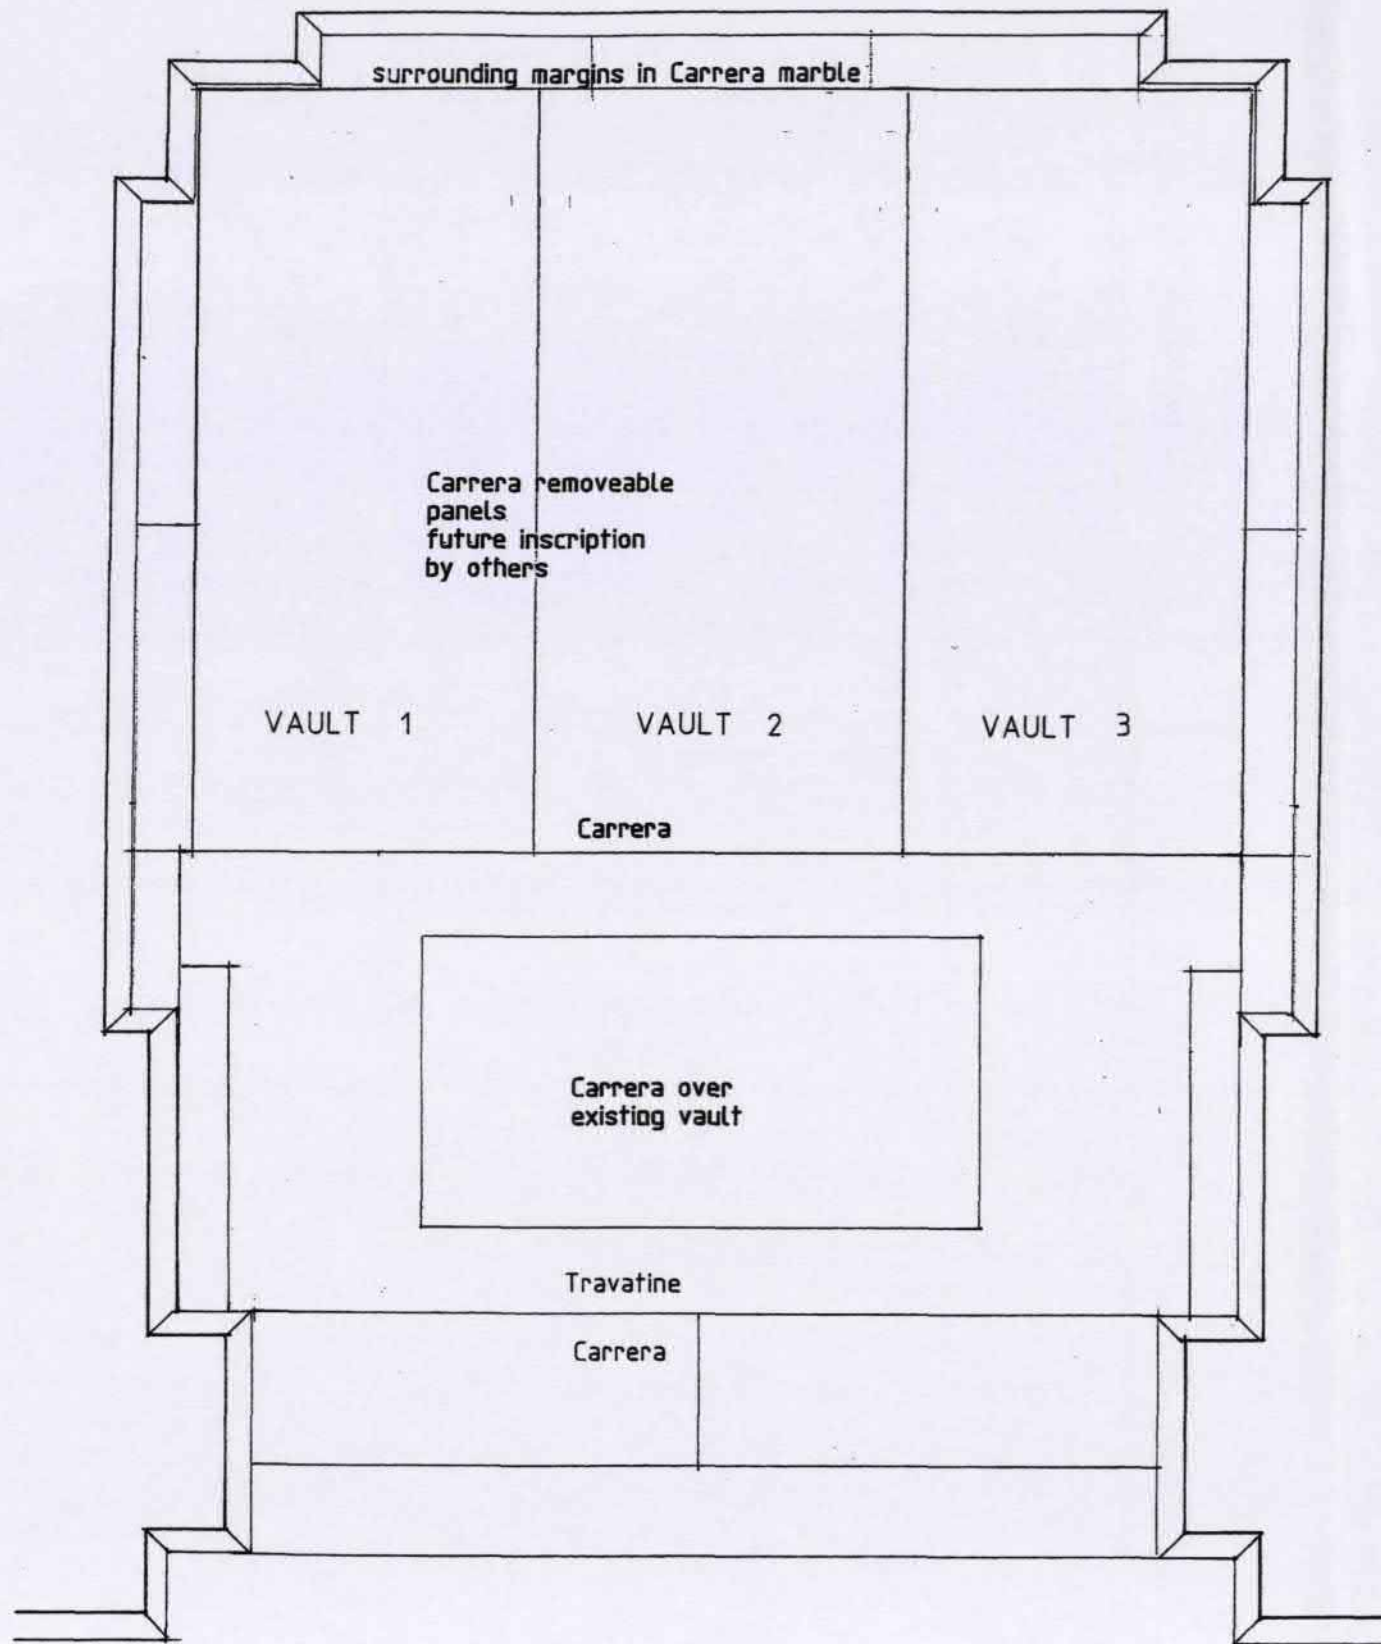 surrounding margins in Carrera marble
Carrera removeable
panels
future inscription
by others
VAULT 1
VAULT 2
VAULT 3
Carrera
Carrera over
existing vault
Travatine
Carrera